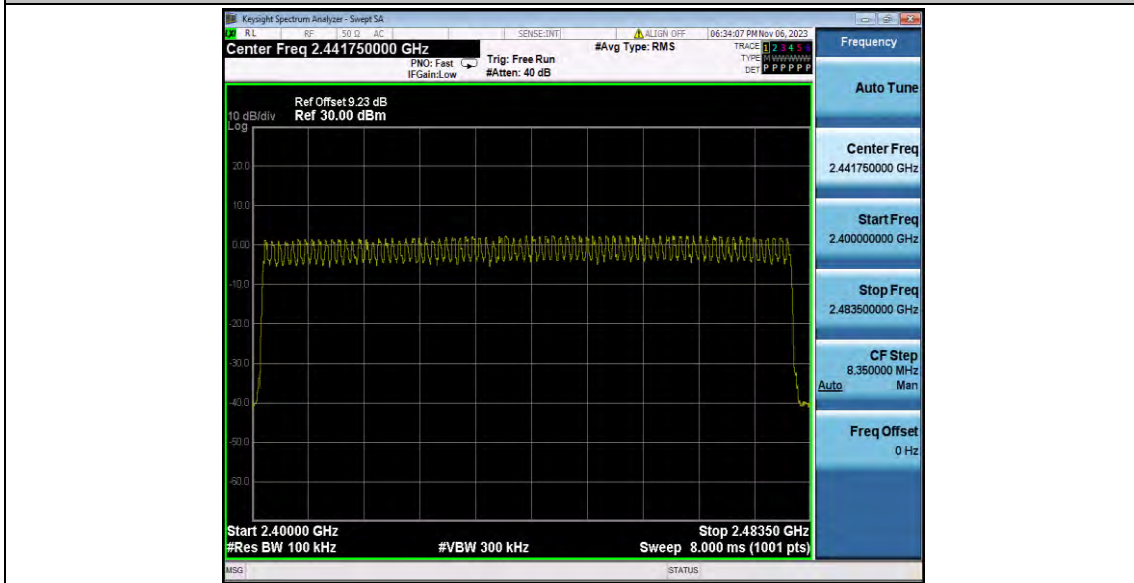 Keysight Spectrum Analyzer - Swept SA
RL RF 50 Ω AC SENSE:INT ALIGN OFF 06:34:07 PM Nov 06, 2023
Center Freq 2.441750000 GHz #Avg Type: RMS TRACE 1 2 3 4 5 6
PNO: Fast Trig: Free Run TYPE M WWWWW
IFGain:Low #Atten: 40 dB DET P P P P P P
Frequency
Auto Tune
Ref Offset 9.23 dB
10 dB/div Ref 30.00 dBm
Log
20.0
10.0
0.00
-10.0
-20.0
-30.0
-40.0
-50.0
-60.0
Center Freq
2.441750000 GHz
Start Freq
2.400000000 GHz
Stop Freq
2.483500000 GHz
CF Step
8.350000 MHz
Auto Man
Freq Offset
0 Hz
Start 2.40000 GHz Stop 2.48350 GHz
#Res BW 100 kHz #VBW 300 kHz Sweep 8.000 ms (1001 pts)
MSG STATUS